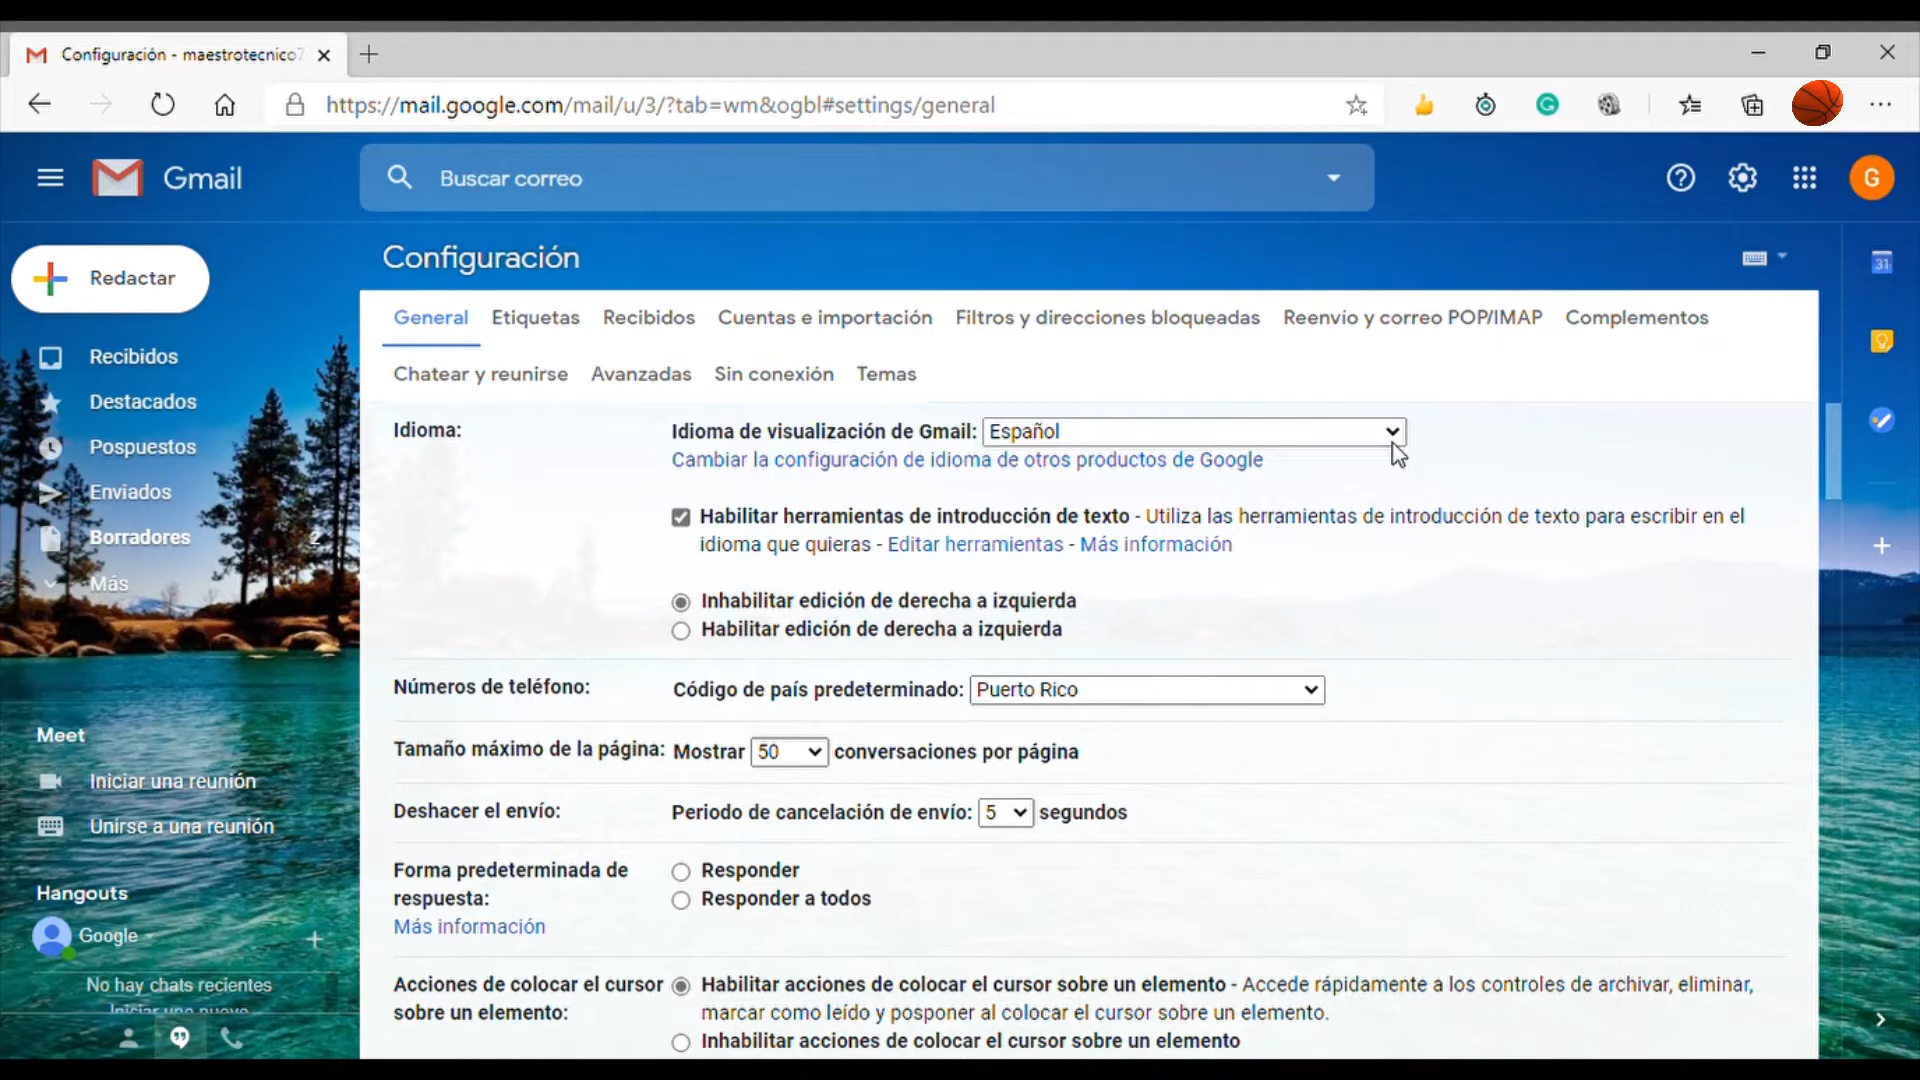 Configuración - maestrotecnico7
https://mail.google.com/mail/u/3/?tab=wm&ogbl#settings/general
Gmail
Buscar correo
G
Configuración
31
Redactar
General Etiquetas Recibidos Cuentas e importación Filtros y direcciones bloqueadas Reenvío y correo POP/IMAP Complementos
Chatear y reunirse Avanzadas Sin conexión Temas
Recibidos
Destacados
Pospuestos
Enviados
Borradores 2
Más
Meet
Iniciar una reunión
Unirse a una reunión
Hangouts
Google
No hay chats recientes
Iniciar uno nuevo
Idioma: Idioma de visualización de Gmail: Español
Cambiar la configuración de idioma de otros productos de Google
Habilitar herramientas de introducción de texto - Utiliza las herramientas de introducción de texto para escribir en el
idioma que quieras - Editar herramientas - Más información
Inhabilitar edición de derecha a izquierda
Habilitar edición de derecha a izquierda
Números de teléfono: Código de país predeterminado: Puerto Rico
Tamaño máximo de la página: Mostrar 50 conversaciones por página
Deshacer el envío: Periodo de cancelación de envío: 5 segundos
Forma predeterminada de
respuesta:
Más información
Responder
Responder a todos
Acciones de colocar el cursor
sobre un elemento:
Habilitar acciones de colocar el cursor sobre un elemento - Accede rápidamente a los controles de archivar, eliminar,
marcar como leído y posponer al colocar el cursor sobre un elemento.
Inhabilitar acciones de colocar el cursor sobre un elemento